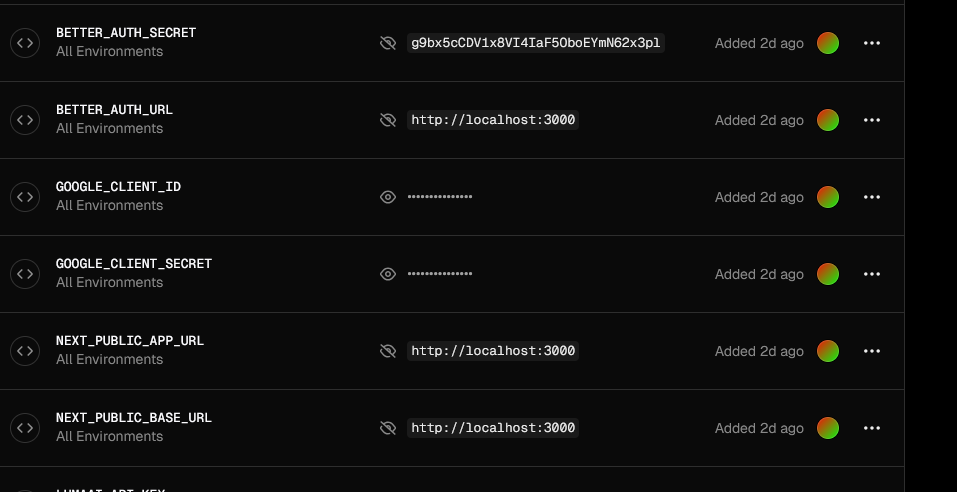 BETTER_AUTH_SECRET
All Environments
g9bx5cCDV1x8VI4IaF5OboEYmN62x3pl
Added 2d ago
BETTER_AUTH_URL
All Environments
http://localhost:3000
Added 2d ago
GOOGLE_CLIENT_ID
All Environments
•••••••••••••••
Added 2d ago
GOOGLE_CLIENT_SECRET
All Environments
•••••••••••••••
Added 2d ago
NEXT_PUBLIC_APP_URL
All Environments
http://localhost:3000
Added 2d ago
NEXT_PUBLIC_BASE_URL
All Environments
http://localhost:3000
Added 2d ago